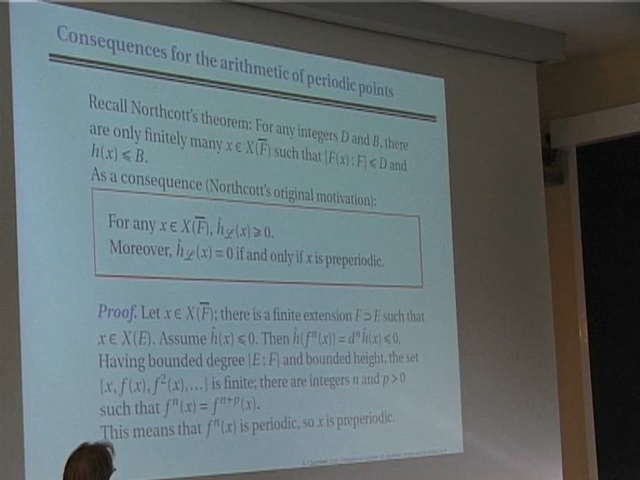 Consequences for the arithmetic of periodic points
Recall Northcott's theorem: For any integers D and B, there
are only finitely many x ∈ X(F̅) such that [F(x) : F] ⩽ D and
h(x) ⩽ B.
As a consequence (Northcott's original motivation):
For any x ∈ X(F̅), ĥ_ℒ(x) ⩾ 0.
Moreover, ĥ_ℒ(x) = 0 if and only if x is preperiodic.
Proof. Let x ∈ X(F̅); there is a finite extension F ⊃ E such that
x ∈ X(E). Assume ĥ(x) ⩽ 0. Then ĥ(fⁿ(x)) = dⁿĥ(x) ⩽ 0.
Having bounded degree [E : F] and bounded height, the set
{x, f(x), f²(x), ...} is finite; there are integers n and p > 0
such that fⁿ(x) = fⁿ⁺ᵖ(x).
This means that fⁿ(x) is periodic, so x is preperiodic.